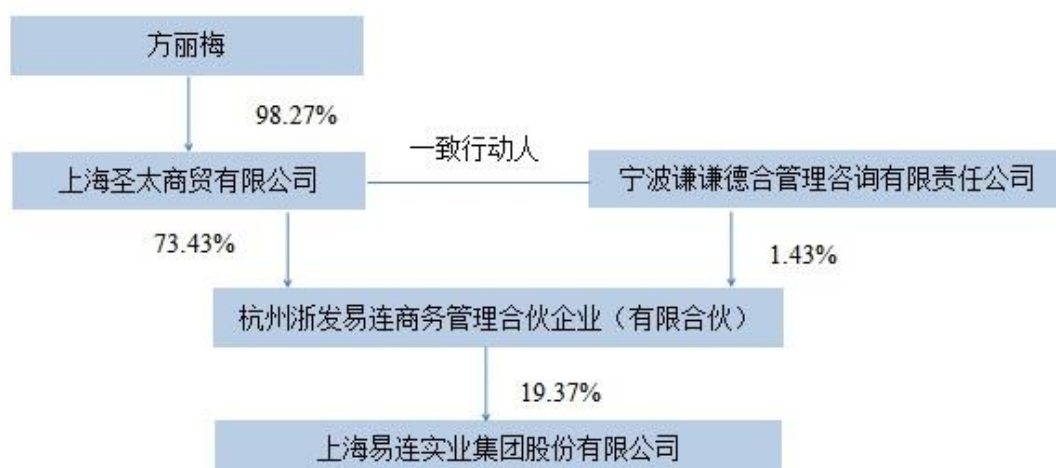 方丽梅
98.27%
一致行动人
上海圣太商贸有限公司
宁波谦谦德合管理咨询有限责任公司
73.43%
1.43%
杭州浙发易连商务管理合伙企业（有限合伙）
19.37%
上海易连实业集团股份有限公司